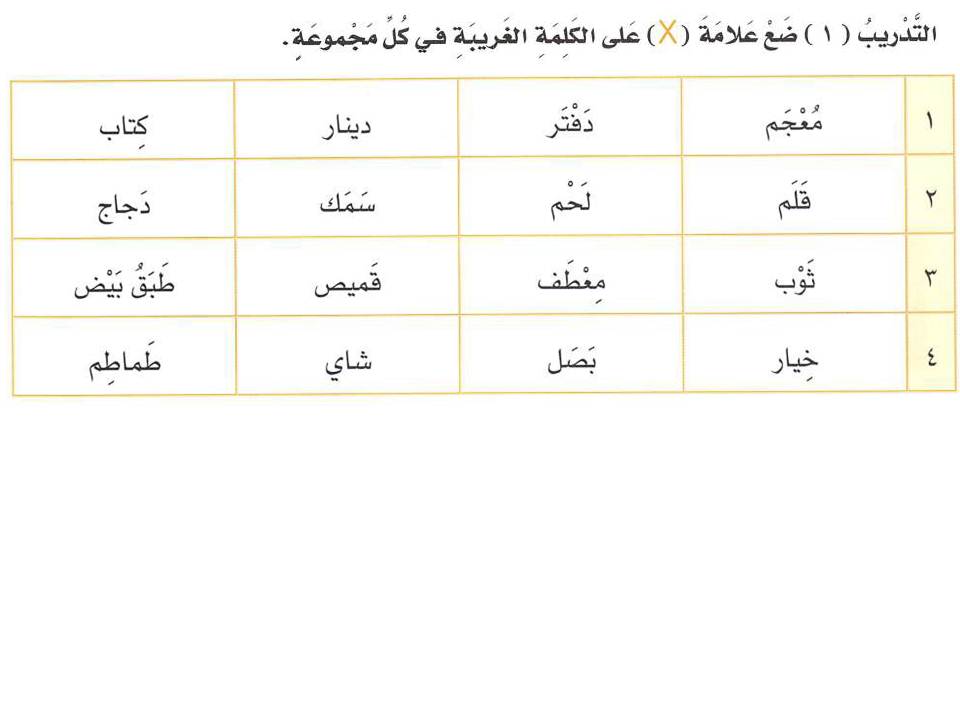 التَّدْريبُ ( ١ ) ضَعْ عَلامَةَ (X) عَلى الكَلِمَةِ الغَريبَةِ في كُلِّ مَجْموعَةٍ.
١ مُعْجَم دَفْتَر دينار كِتاب
٢ قَلَم لَحْم سَمَك دَجاج
٣ ثَوْب مِعْطَف قَميص طَبَقُ بَيْض
٤ خِيار بَصَل شاي طَماطِم